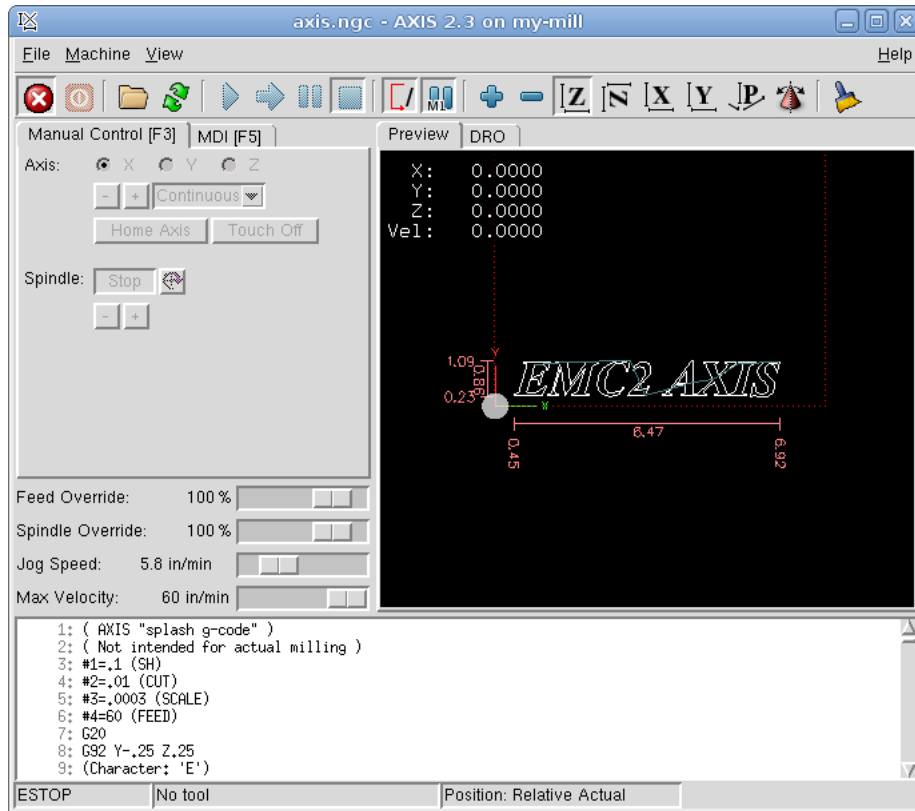 axis.ngc - AXIS 2.3 on my-mill
File Machine View Help
M1 Z N X Y P
Manual Control [F3] MDI [F5]
Axis: X Y Z
- + Continuous
Home Axis Touch Off
Spindle: Stop
- +
Feed Override: 100 %
Spindle Override: 100 %
Jog Speed: 5.8 in/min
Max Velocity: 60 in/min
Preview DRO
X: 0.0000
Y: 0.0000
Z: 0.0000
Vel: 0.0000
Y
1.09
0.86
0.23
X
EMC2 AXIS
6.47
0.45
6.92
1: ( AXIS "splash g-code" )
2: ( Not intended for actual milling )
3: #1=.1 (SH)
4: #2=.01 (CUT)
5: #3=.0003 (SCALE)
6: #4=60 (FEED)
7: G20
8: G92 Y-.25 Z.25
9: (Character: 'E')
ESTOP No tool Position: Relative Actual